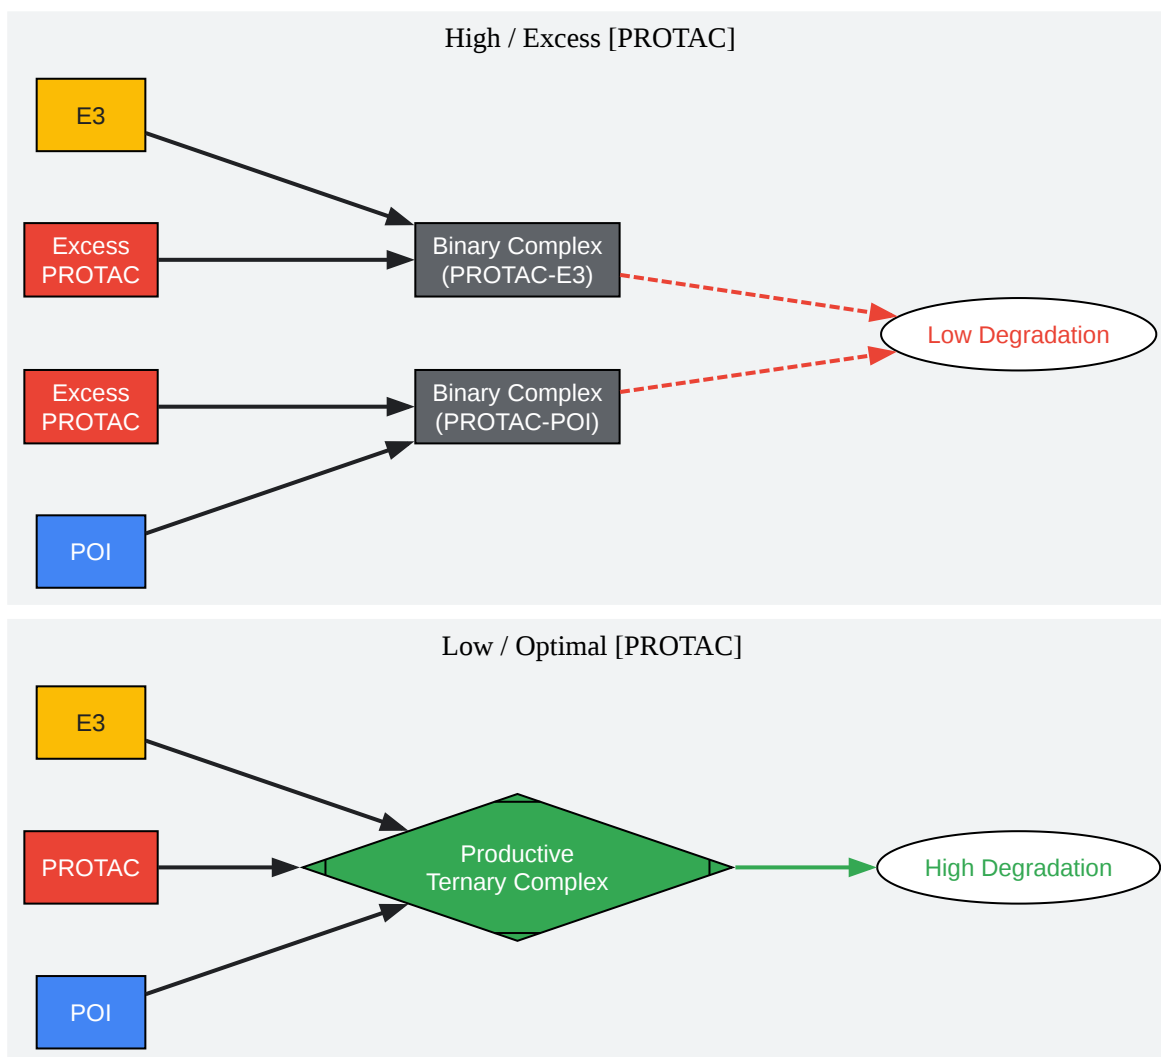 High / Excess [PROTAC]
E3
Excess
PROTAC
Binary Complex
(PROTAC-E3)
Low Degradation
Excess
PROTAC
Binary Complex
(PROTAC-POI)
POI
Low / Optimal [PROTAC]
E3
PROTAC
Productive
Ternary Complex
High Degradation
POI